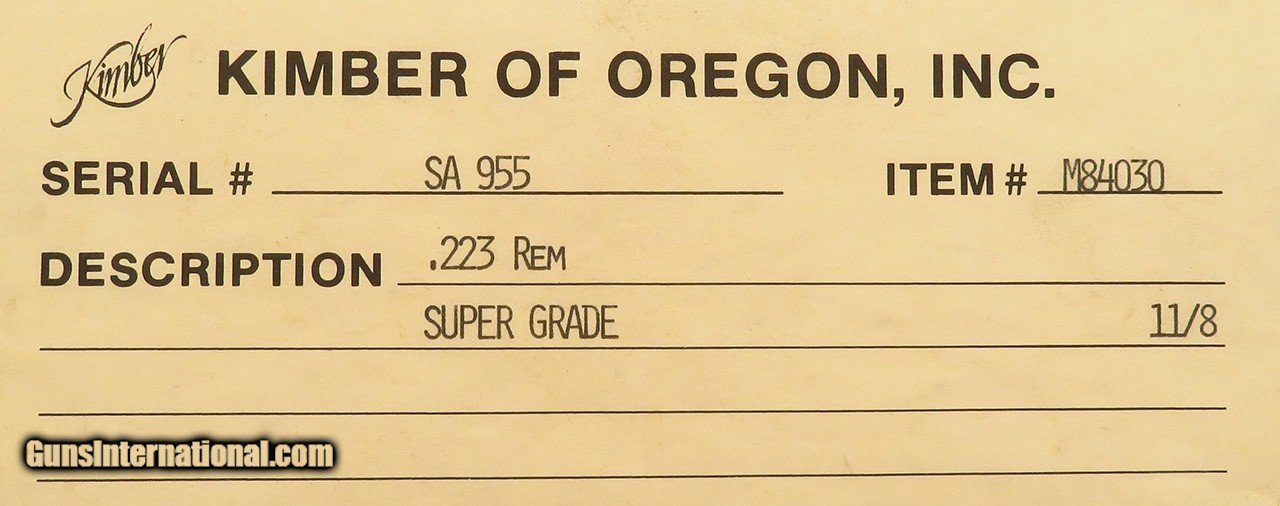 Kimber KIMBER OF OREGON, INC.
SERIAL # SA 955 ITEM # M84030
DESCRIPTION .223 REM
SUPER GRADE 11/8
GunsInternational.com